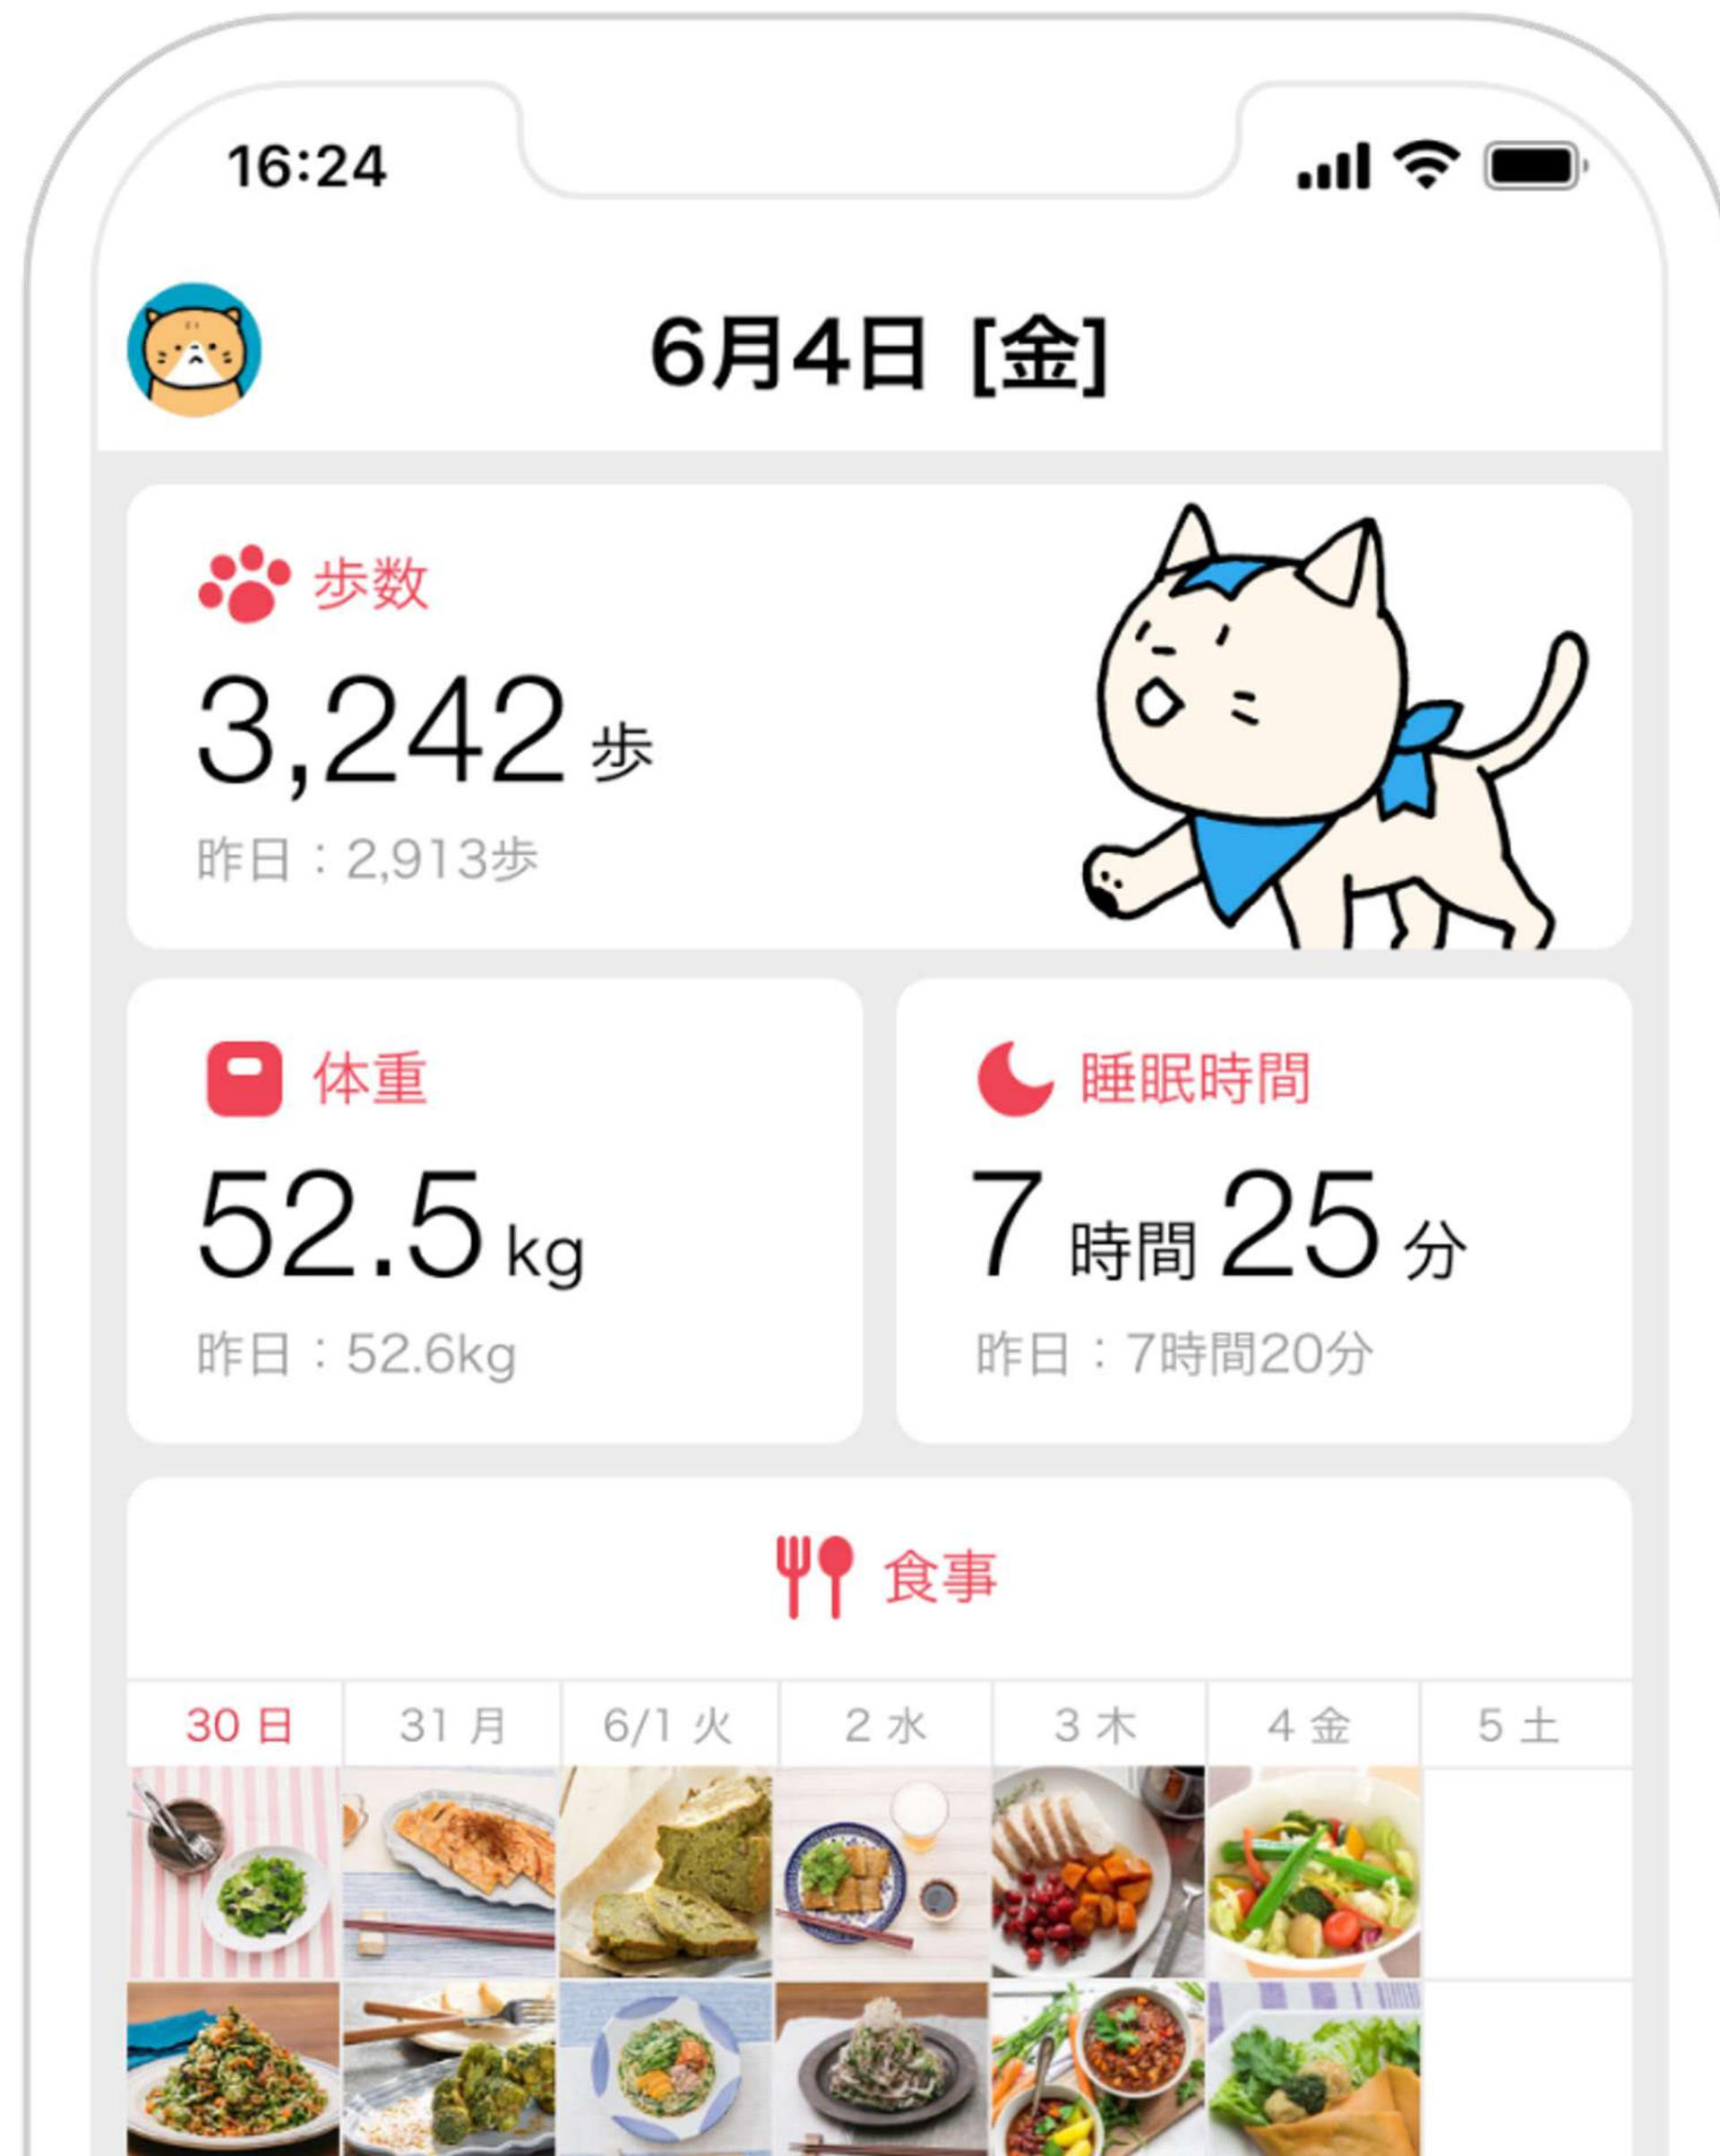 16:24
6月4日 [金]
歩数
3,242 歩
昨日：2,913歩
体重
52.5 kg
昨日：52.6kg
睡眠時間
7 時間 25 分
昨日：7時間20分
食事
30 日 31 月 6/1 火 2 水 3 木 4 金 5 土